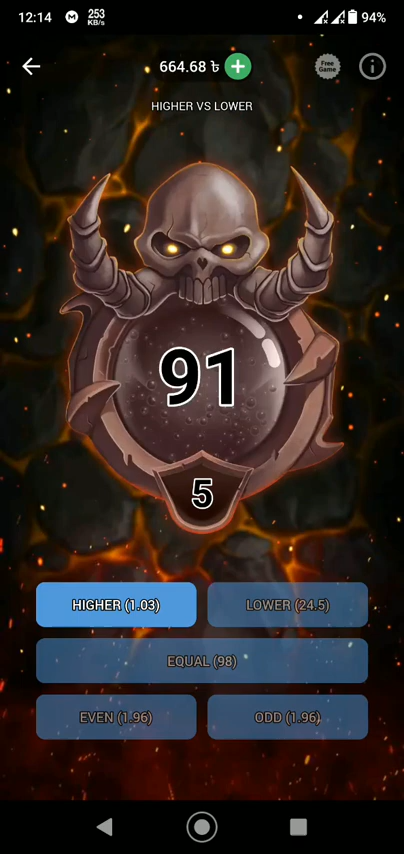 12:14 M 253 KB/s 94%
664.68 ৳ +
Free Game
HIGHER VS LOWER
91
5
HIGHER (1.03) LOWER (24.5)
EQUAL (98)
EVEN (1.96) ODD (1.96)